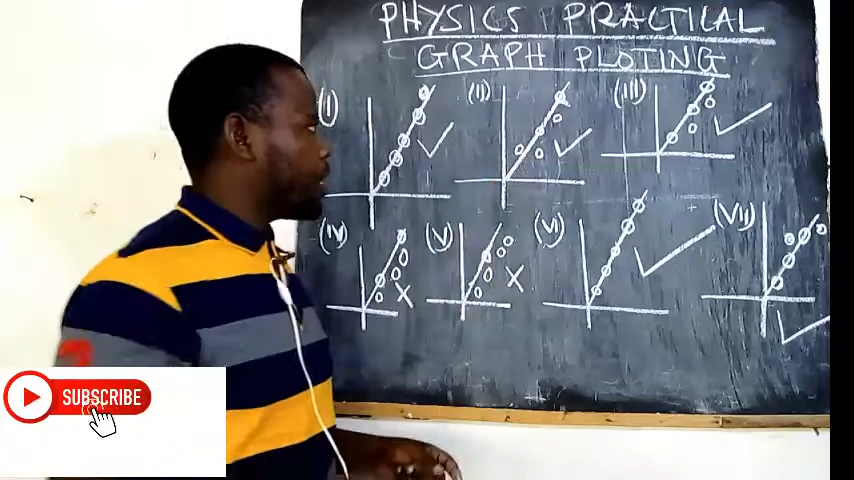 PHYSICS PRACTICAL
GRAPH PLOTING
(i) (ii) (iii)
(iv) (v) (vi) (vii)
SUBSCRIBE